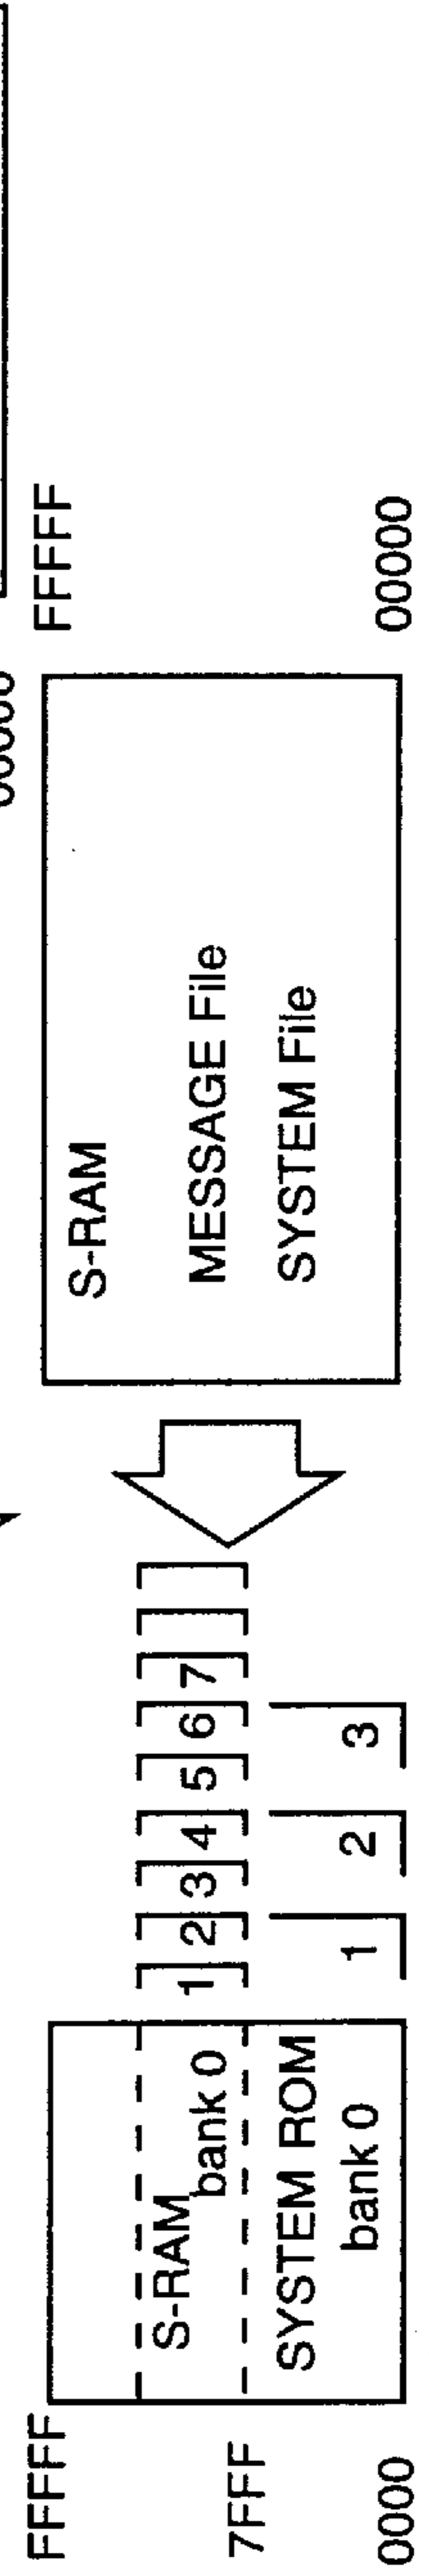 FFFFF
7FFF
0000
S-RAM
bank 0
SYSTEM ROM
bank 0
1 2 3 4 5 6 7
1 2 3
S-RAM
MESSAGE File
SYSTEM File
FFFFF
00000